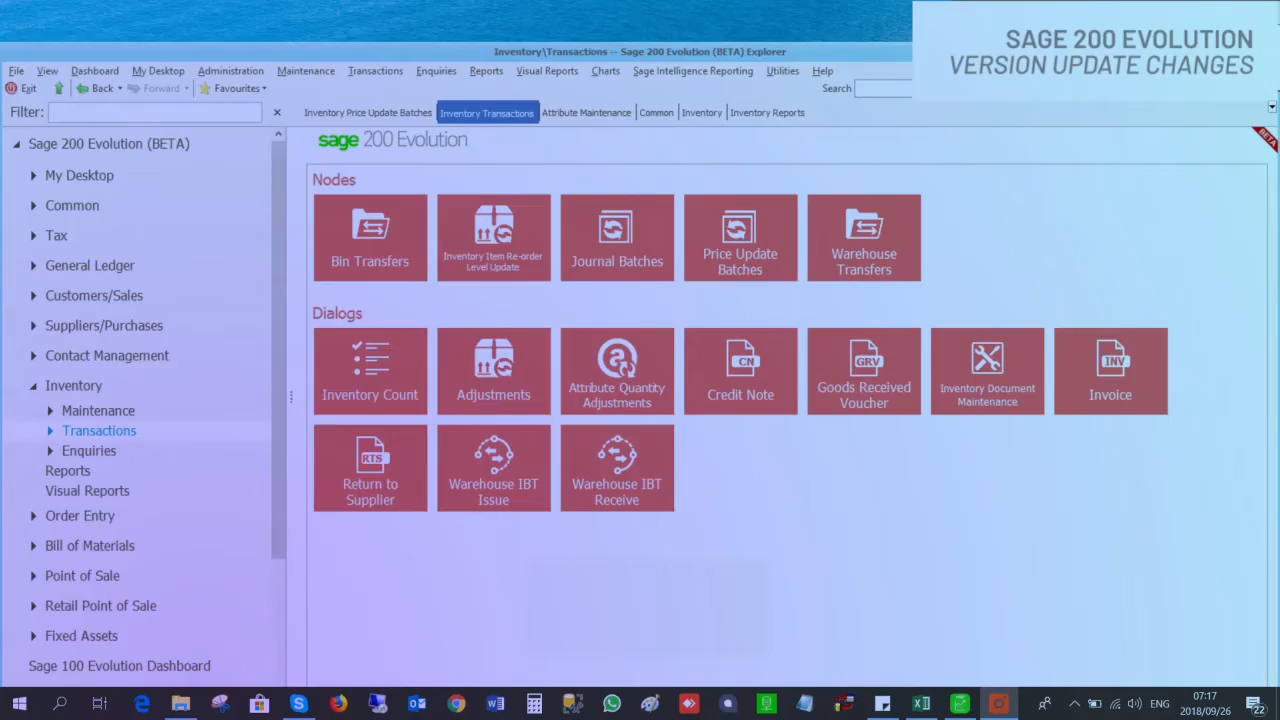 SAGE 200 EVOLUTION
VERSION UPDATE CHANGES
Inventory\Transactions -- Sage 200 Evolution (BETA) Explorer
File View Dashboard My Desktop Administration Maintenance Transactions Enquiries Reports Visual Reports Charts Sage Intelligence Reporting Utilities Help
Exit Back Forward Favourites Search
Filter: Inventory Price Update Batches Inventory Transactions Attribute Maintenance Common Inventory Inventory Reports
sage 200 Evolution
BETA
Sage 200 Evolution (BETA)
My Desktop
Common
Tax
General Ledger
Customers/Sales
Suppliers/Purchases
Contact Management
Inventory
Maintenance
Transactions
Enquiries
Reports
Visual Reports
Order Entry
Bill of Materials
Point of Sale
Retail Point of Sale
Fixed Assets
Sage 100 Evolution Dashboard
Nodes
Bin Transfers
Inventory Item Re-order
Level Update
Journal Batches
Price Update
Batches
Warehouse
Transfers
Dialogs
Inventory Count
Adjustments
a
Attribute Quantity
Adjustments
CN
Credit Note
GRV
Goods Received
Voucher
Inventory Document
Maintenance
INV
Invoice
RTS
Return to
Supplier
Warehouse IBT
Issue
Warehouse IBT
Receive
ENG
07:17
2018/09/26
22